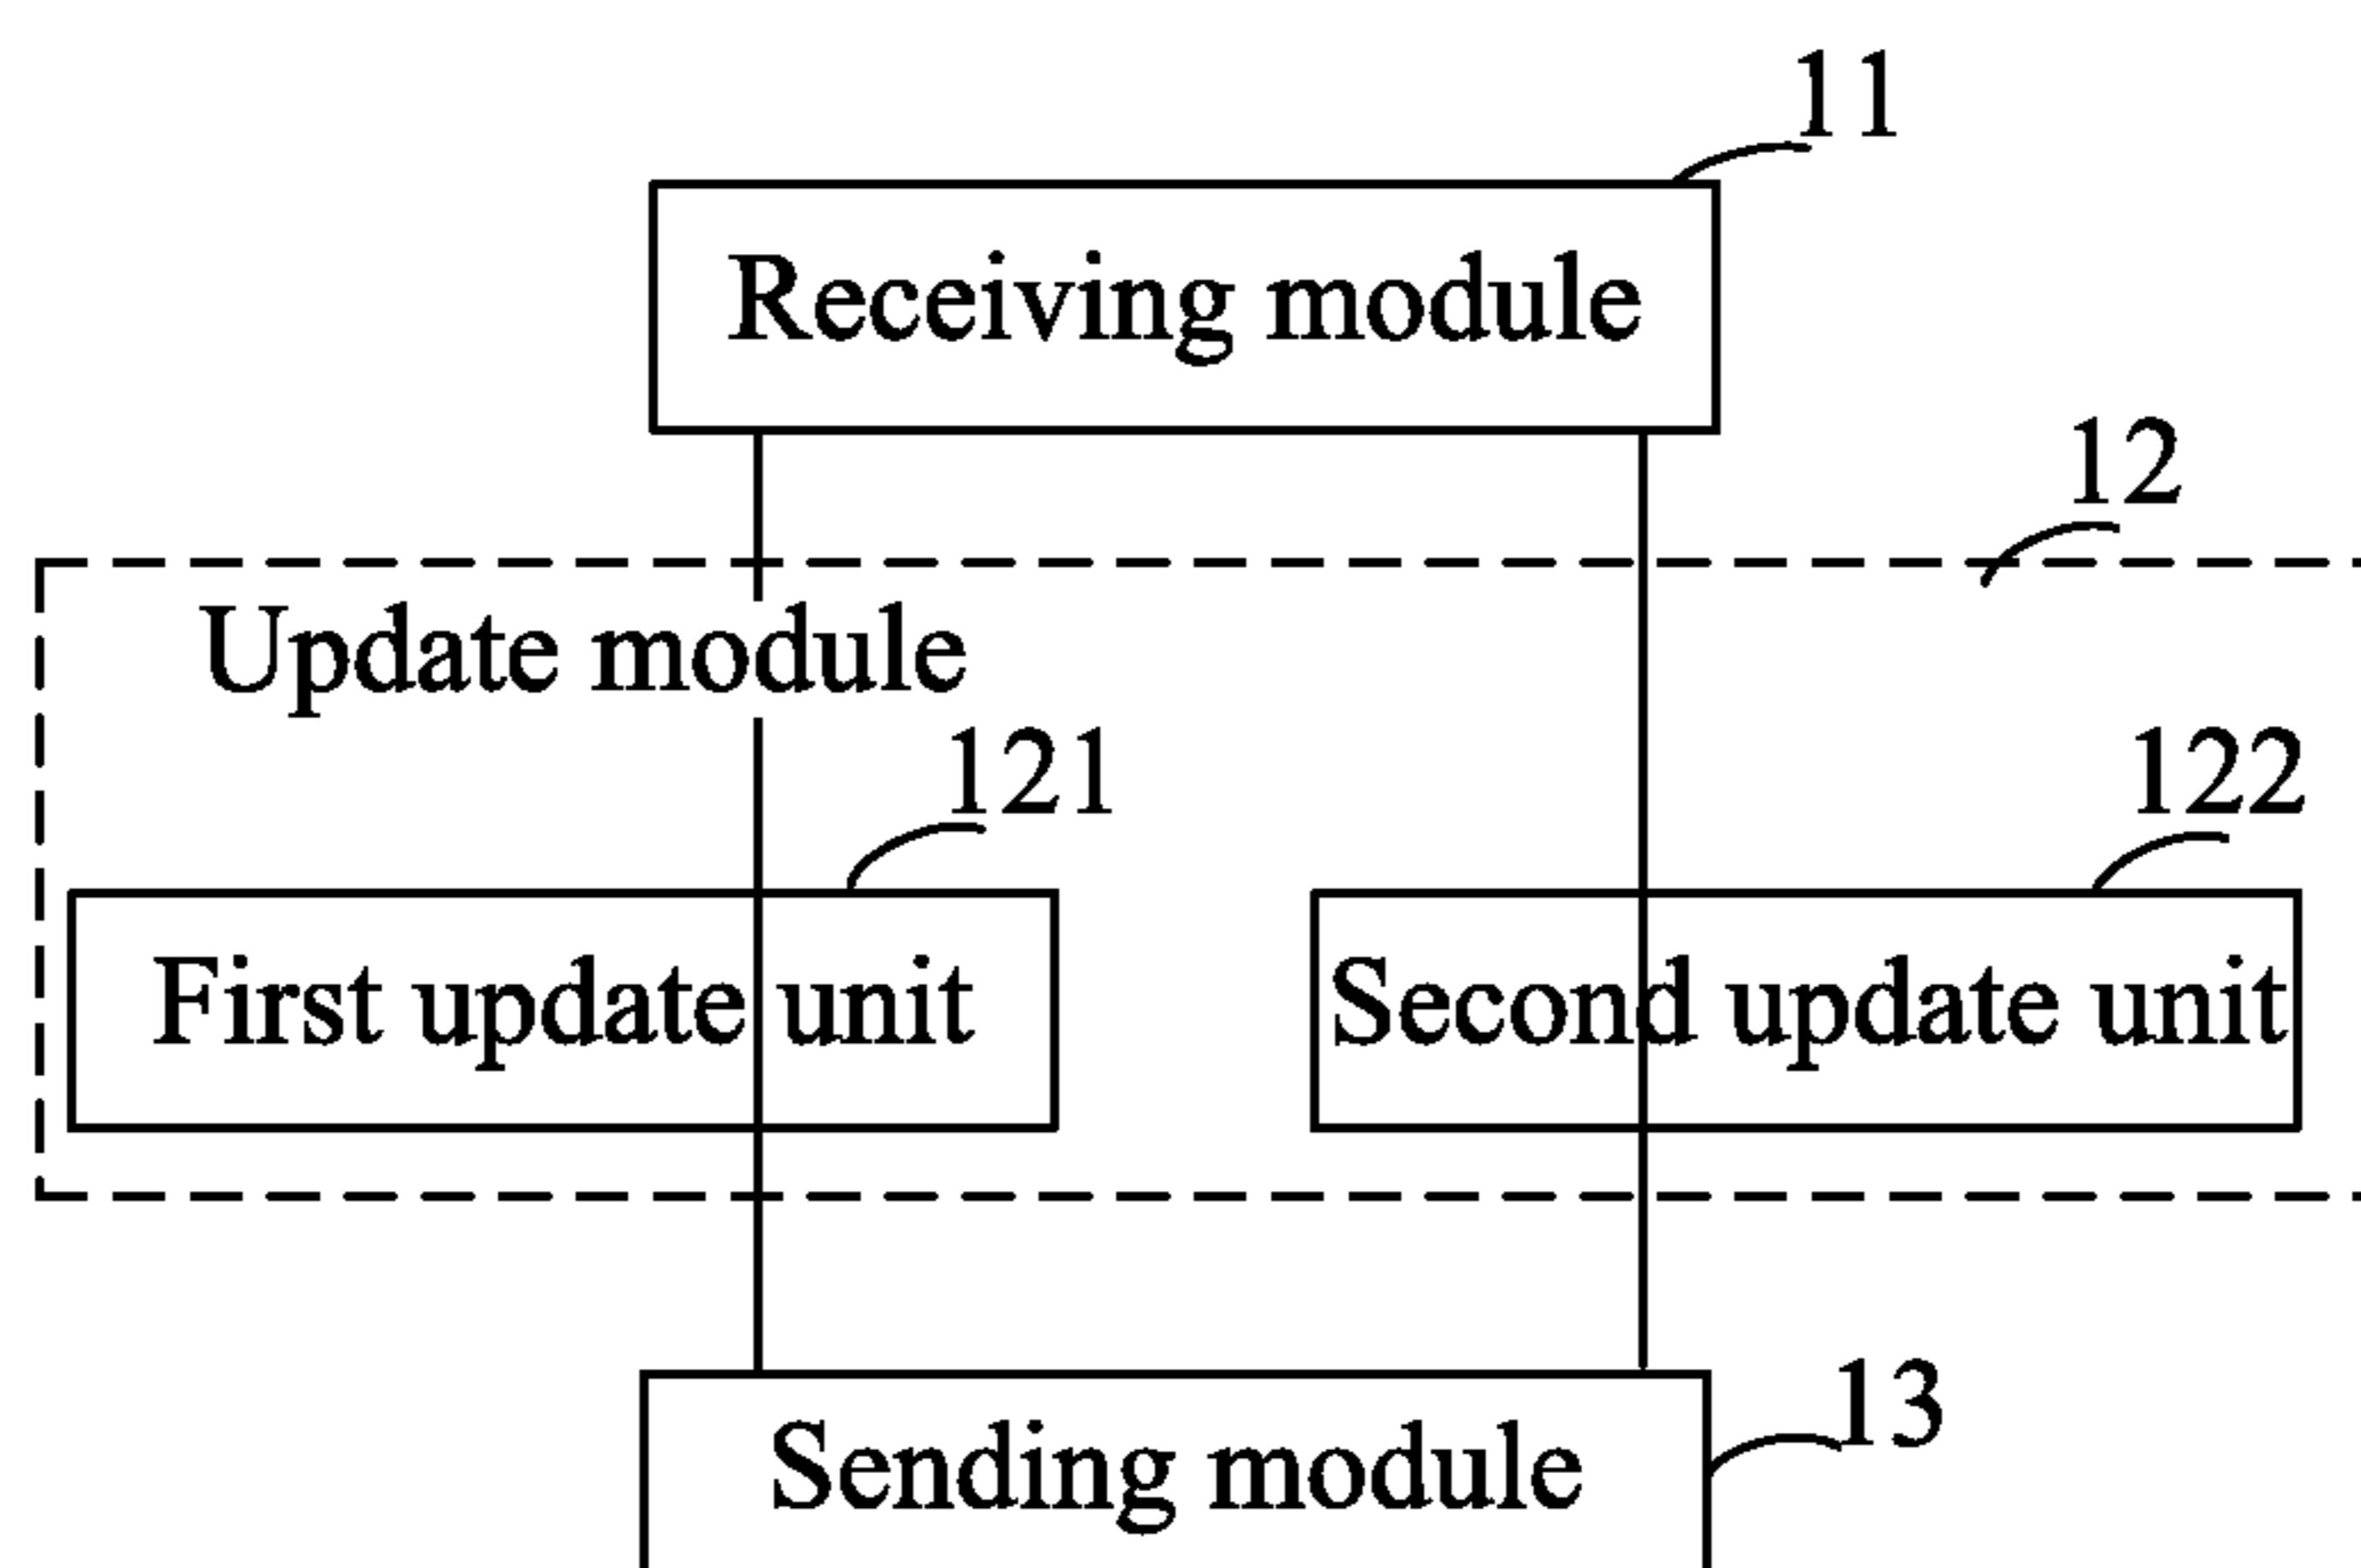 11
Receiving module
12
Update module
121
122
First update unit
Second update unit
13
Sending module